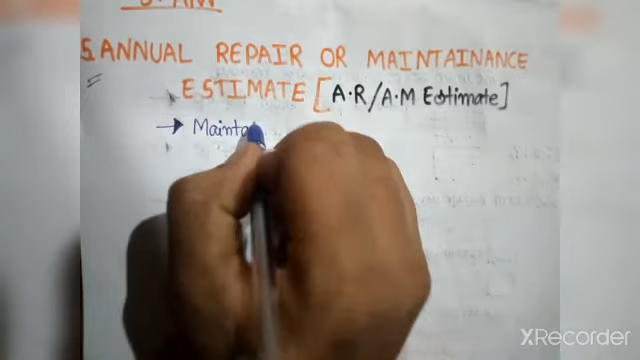 5. ANNUAL REPAIR OR MAINTAINANCE
ESTIMATE [A.R/A.M Estimate]
→ Mainta
XRecorder